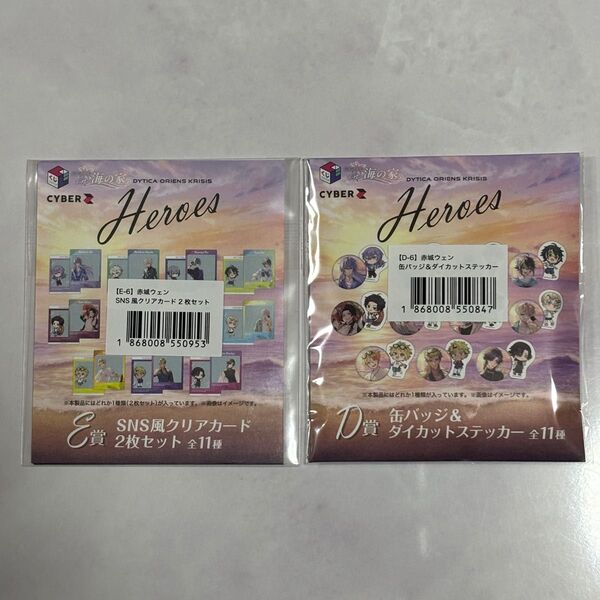 海の家
DYTICA ORIENS KRISIS
CYBER Z
Heroes
【E-6】赤城ウェン
SNS風クリアカード2枚セット
1 868008 550953
※本製品にはどれか1種類(2枚セット)が入っています。※画像はイメージです。
E賞
SNS風クリアカード
2枚セット 全11種
海の家
DYTICA ORIENS KRISIS
CYBER Z
Heroes
【D-6】赤城ウェン
缶バッジ&ダイカットステッカー
1 868008 550847
※本製品にはどれか1種類が入っています。※画像はイメージです。
D賞
缶バッジ&
ダイカットステッカー 全11種